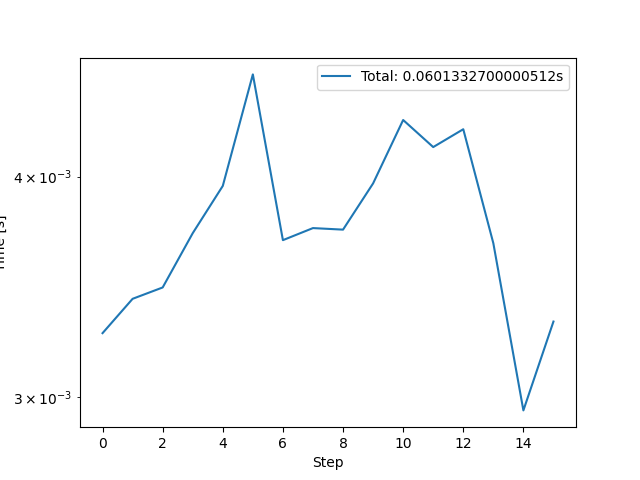 Total: 0.0601332700000512s
4 × 10⁻³
3 × 10⁻³
[s]
0 2 4 6 8 10 12 14
Step